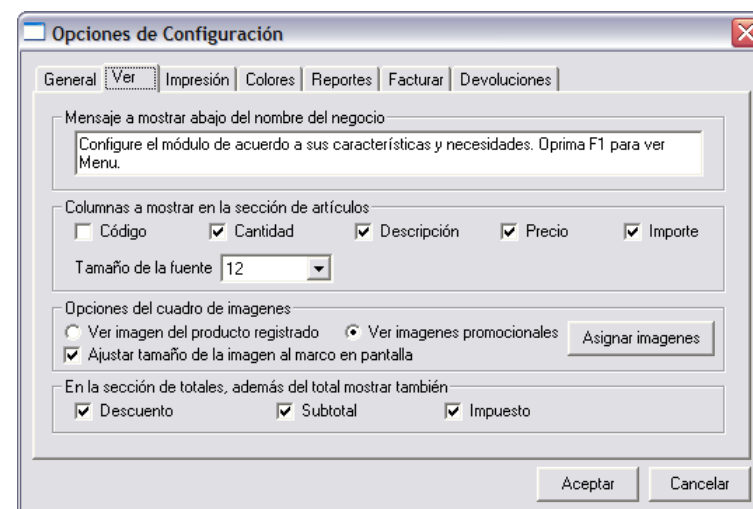 Opciones de Configuración
General Ver Impresión Colores Reportes Facturar Devoluciones
Mensaje a mostrar abajo del nombre del negocio
Configure el módulo de acuerdo a sus características y necesidades. Oprima F1 para ver
Menu.
Columnas a mostrar en la sección de artículos
Código Cantidad Descripción Precio Importe
Tamaño de la fuente 12
Opciones del cuadro de imagenes
Ver imagen del producto registrado Ver imagenes promocionales Asignar imagenes
Ajustar tamaño de la imagen al marco en pantalla
En la sección de totales, además del total mostrar también
Descuento Subtotal Impuesto
Aceptar Cancelar